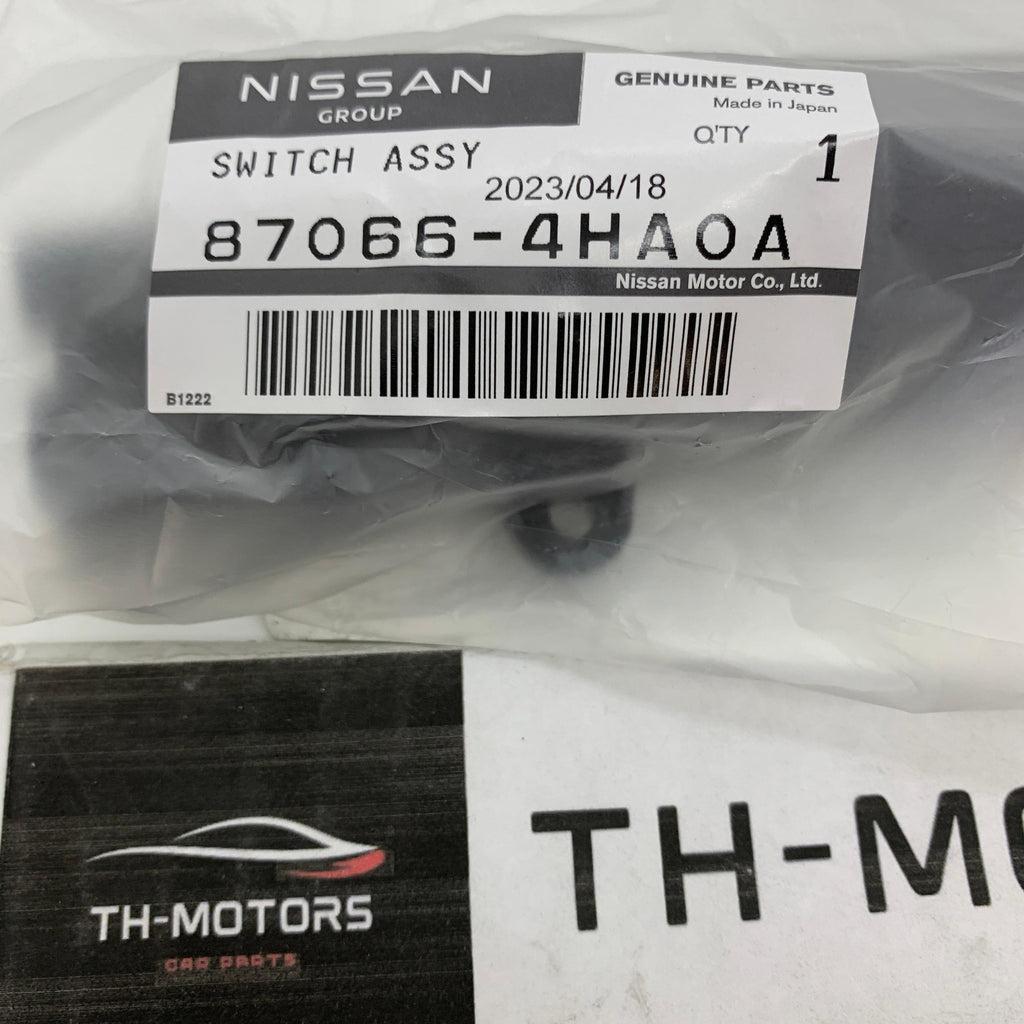 NISSAN
GROUP
GENUINE PARTS
Made in Japan
SWITCH ASSY
Q'TY
1
2023/04/18
87066-4HA0A
Nissan Motor Co., Ltd.
B1222
TH-MOTORS
CAR PARTS
TH-MO